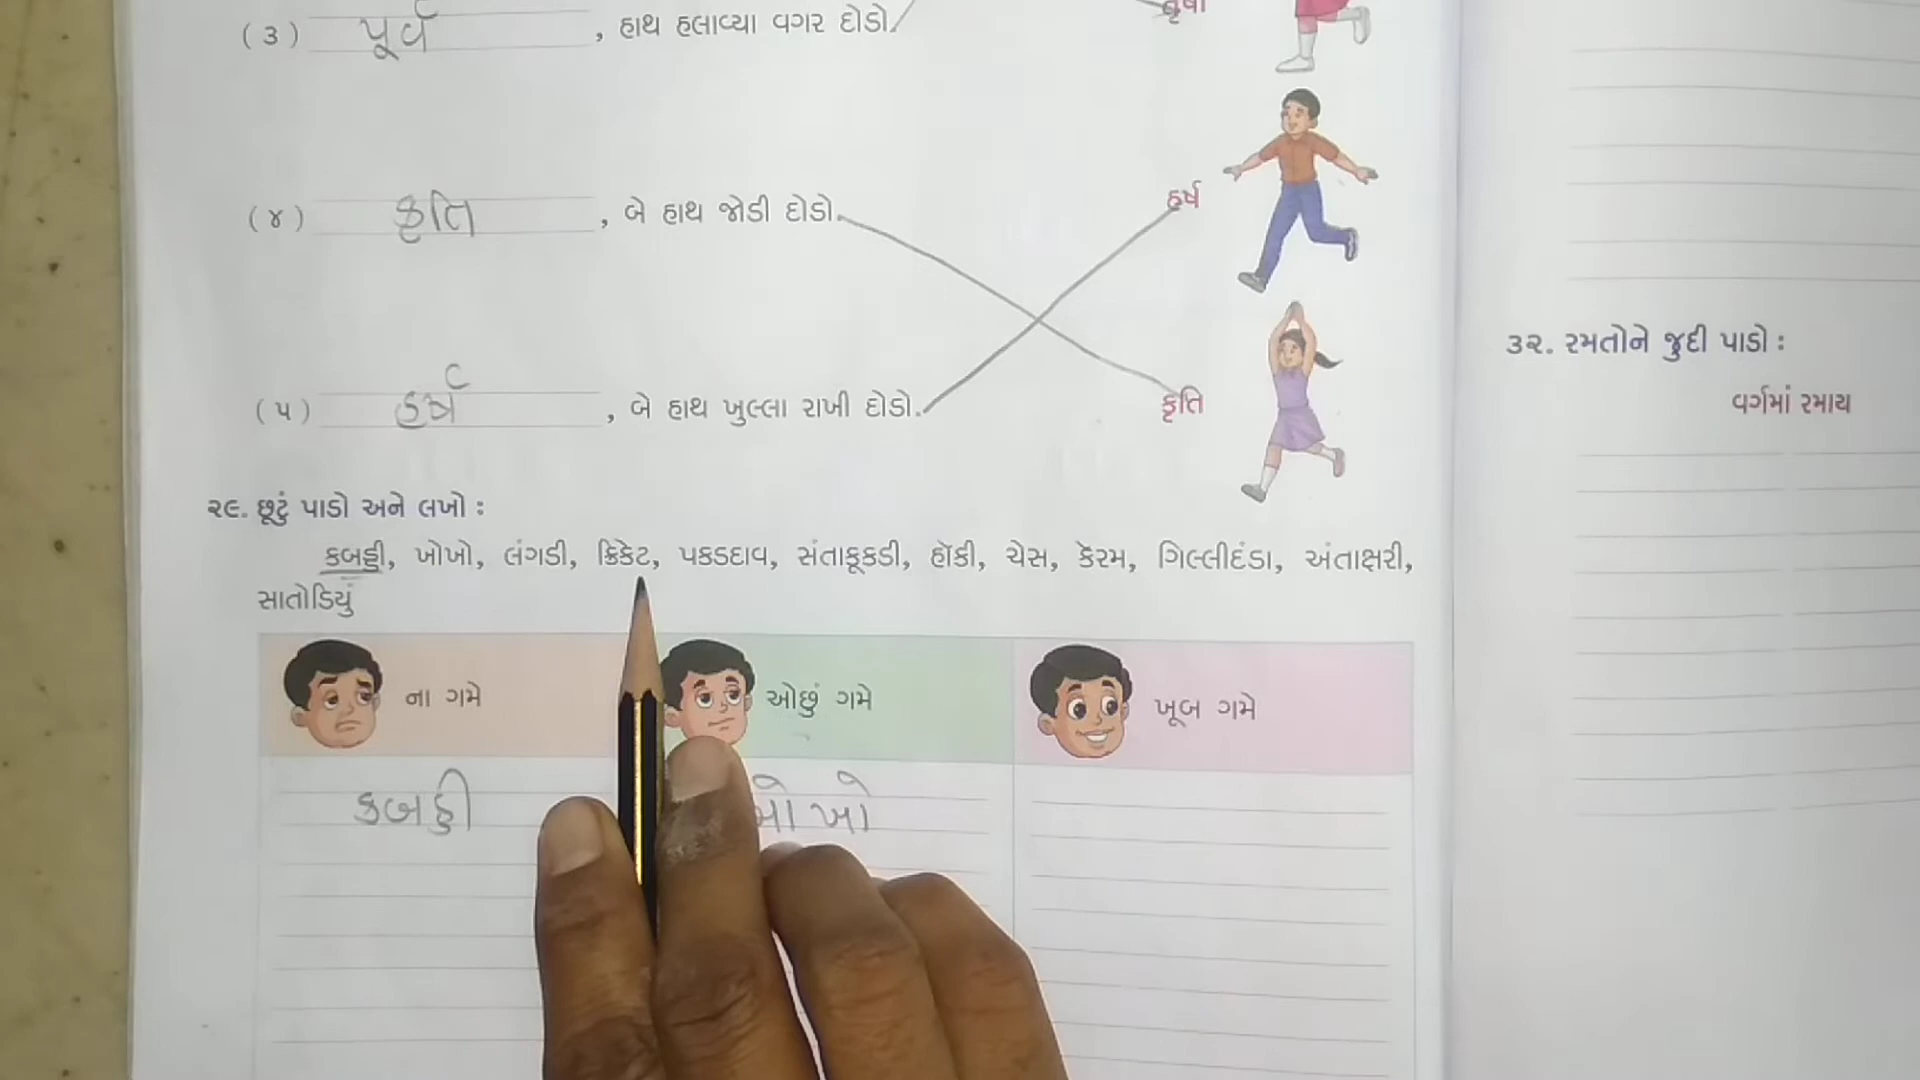 (૩) પૂર્વ , હાથ હલાવ્યા વગર દોડો.
(૪) કૃતિ , બે હાથ જોડી દોડો.
હર્ષ
(૫) હર્ષ , બે હાથ ખુલ્લા રાખી દોડો.
કૃતિ
૨૯. છૂટું પાડો અને લખો :
કબડ્ડી, ખોખો, લંગડી, ક્રિકેટ, પકડદાવ, સંતાકૂકડી, હૉકી, ચેસ, કૅરમ, ગિલ્લીદંડા, અંતાક્ષરી,
સાતોડિયું
ના ગમે ઓછું ગમે ખૂબ ગમે
કબડ્ડી ખોખો
૩૨. રમતોને જુદી પાડો :
વર્ગમાં રમાય